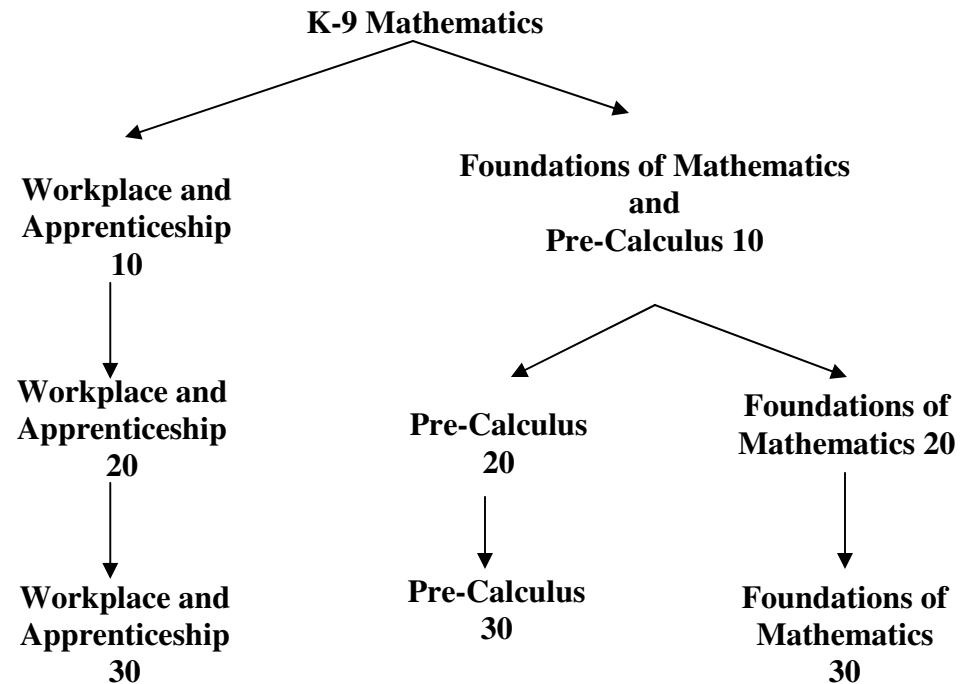 K-9 Mathematics
Workplace and
Apprenticeship
10
Foundations of Mathematics
and
Pre-Calculus 10
Workplace and
Apprenticeship
20
Pre-Calculus
20
Foundations of
Mathematics 20
Workplace and
Apprenticeship
30
Pre-Calculus
30
Foundations of
Mathematics
30